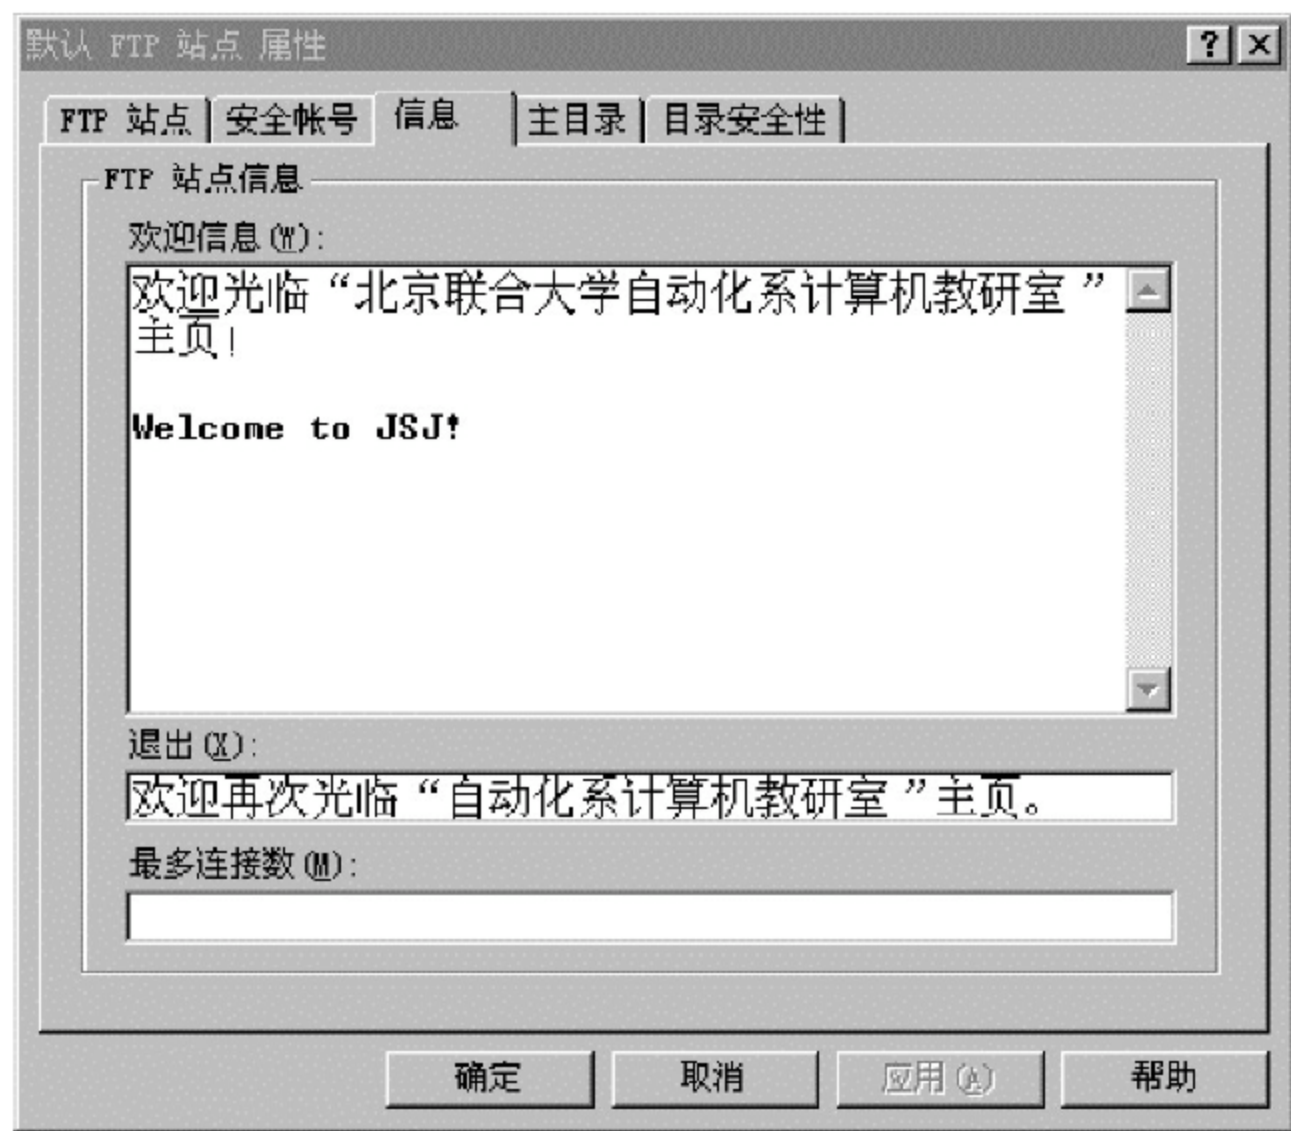 默认 FTP 站点 属性
FTP 站点 安全帐号 信息 主目录 目录安全性
FTP 站点信息
欢迎信息(W):
欢迎光临“北京联合大学自动化系计算机教研室”
主页!
Welcome to JSJ!
退出(X):
欢迎再次光临“自动化系计算机教研室”主页。
最多连接数(M):
确定 取消 应用(A) 帮助